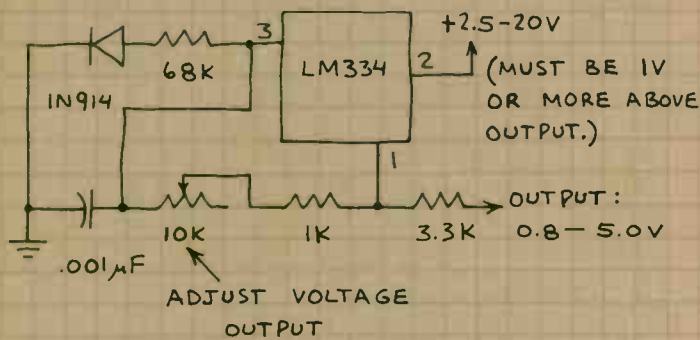 +2.5-20V
3
LM334
2
68K
1N914
(MUST BE 1V
OR MORE ABOVE
OUTPUT.)
1
OUTPUT:
0.8 - 5.0V
10K
1K
3.3K
.001µF
ADJUST VOLTAGE
OUTPUT